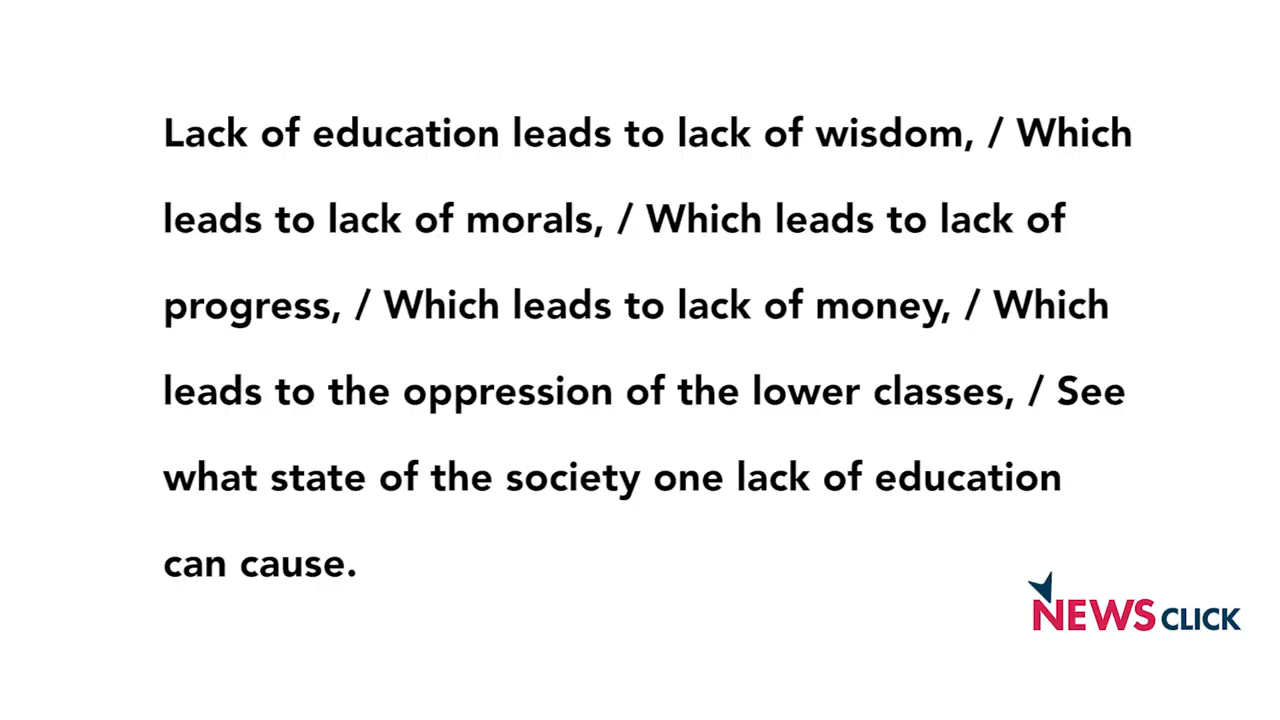 Lack of education leads to lack of wisdom, / Which
leads to lack of morals, / Which leads to lack of
progress, / Which leads to lack of money, / Which
leads to the oppression of the lower classes, / See
what state of the society one lack of education
can cause.
NEWSCLICK